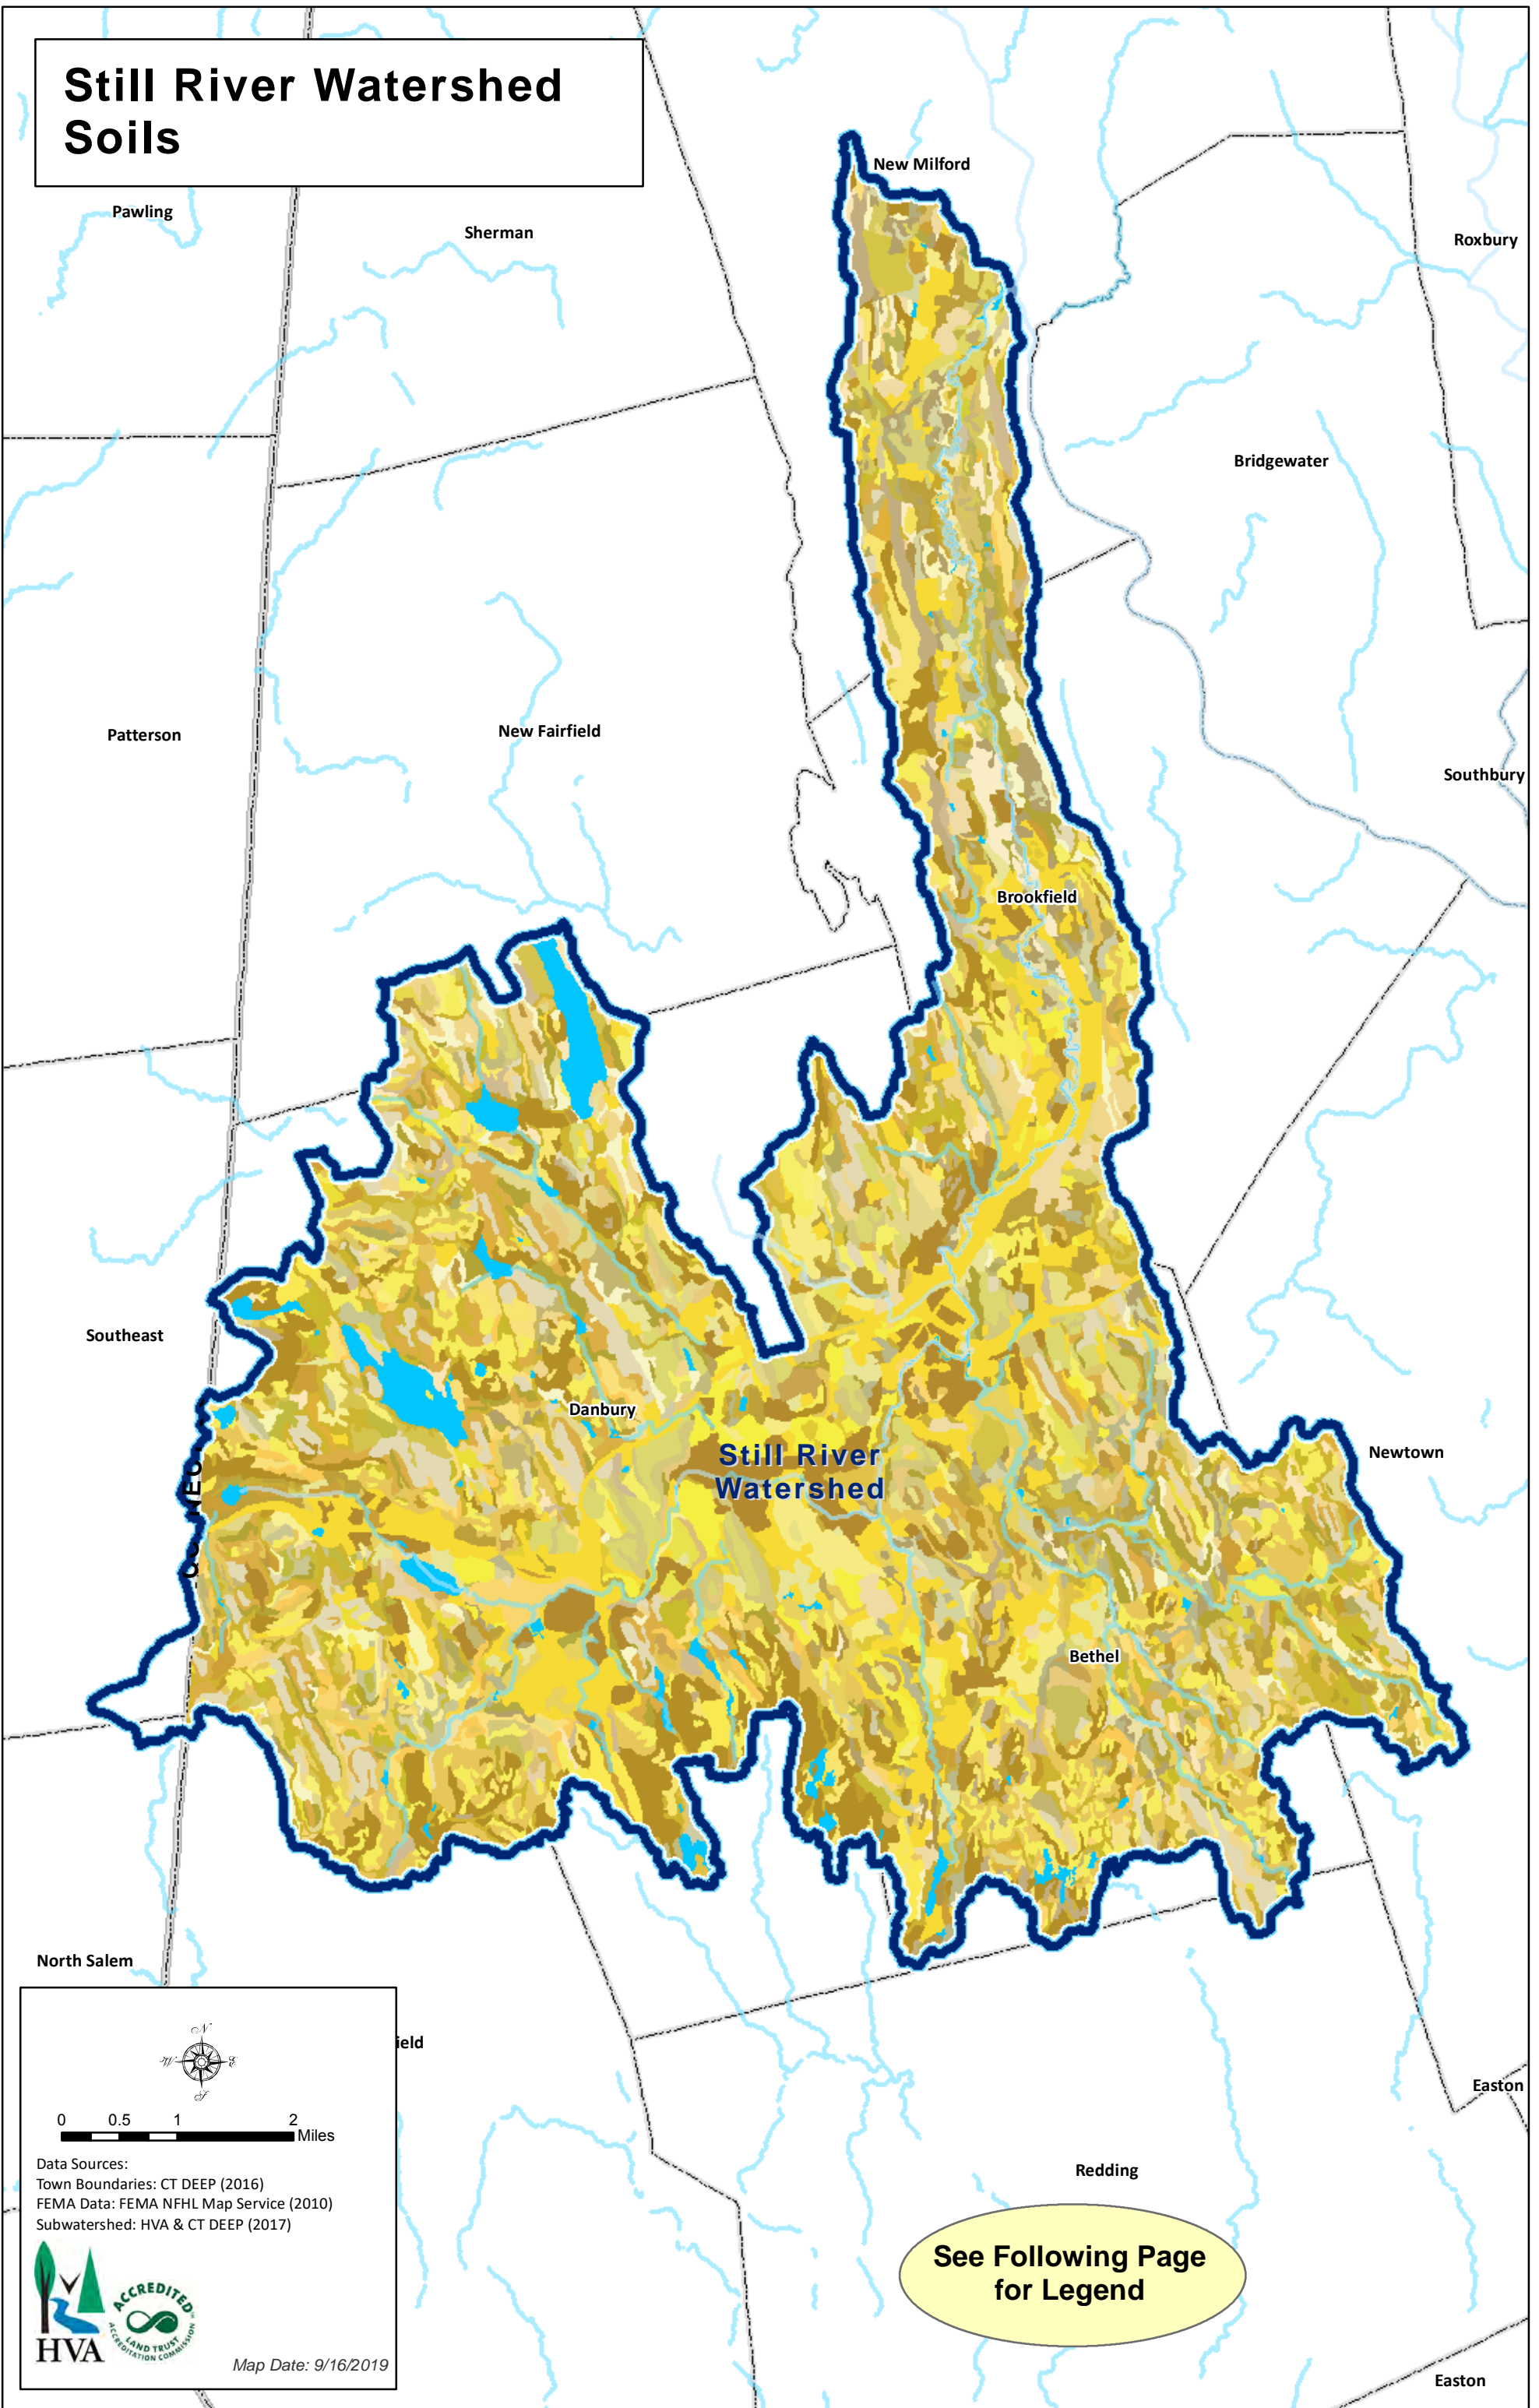 Still River Watershed
Soils
New Milford
Pawling
Sherman
Roxbury
Bridgewater
Patterson
New Fairfield
Southbury
Brookfield
Southeast
Danbury
Still River
Watershed
Newtown
Bethel
North Salem
ield
N
W
E
S
0 0.5 1 2
Miles
Data Sources:
Town Boundaries: CT DEEP (2016)
FEMA Data: FEMA NFHL Map Service (2010)
Subwatershed: HVA & CT DEEP (2017)
HVA
ACCREDITED
LAND TRUST
ACCREDITATION COMMISSION
Map Date: 9/16/2019
Easton
Redding
See Following Page
for Legend
Easton